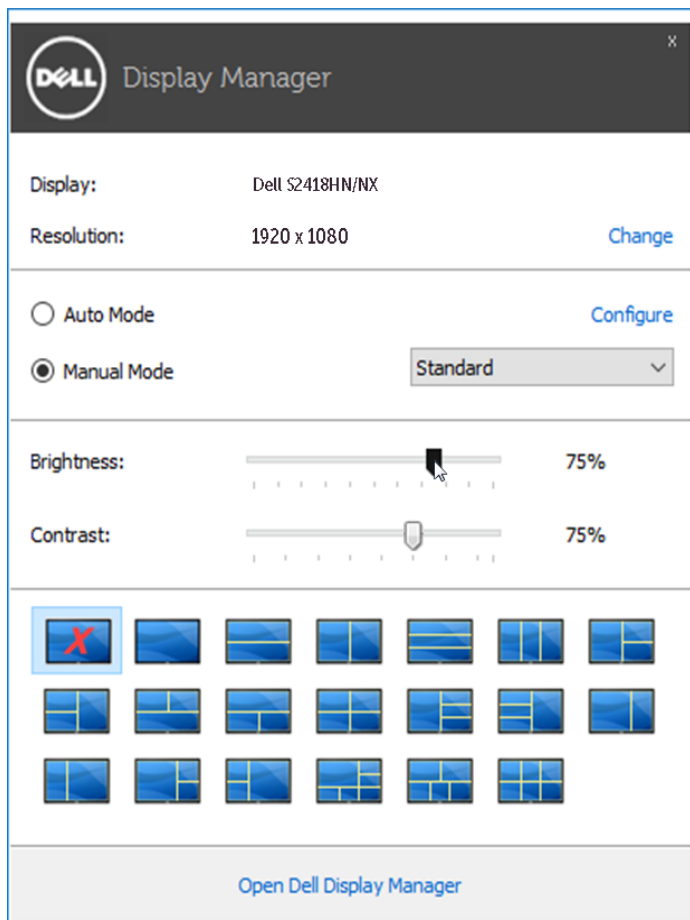 x
DELL Display Manager
Display: Dell S2418HN/NX
Resolution: 1920 x 1080 Change
Auto Mode Configure
Manual Mode Standard
Brightness: 75%
Contrast: 75%
X
Open Dell Display Manager